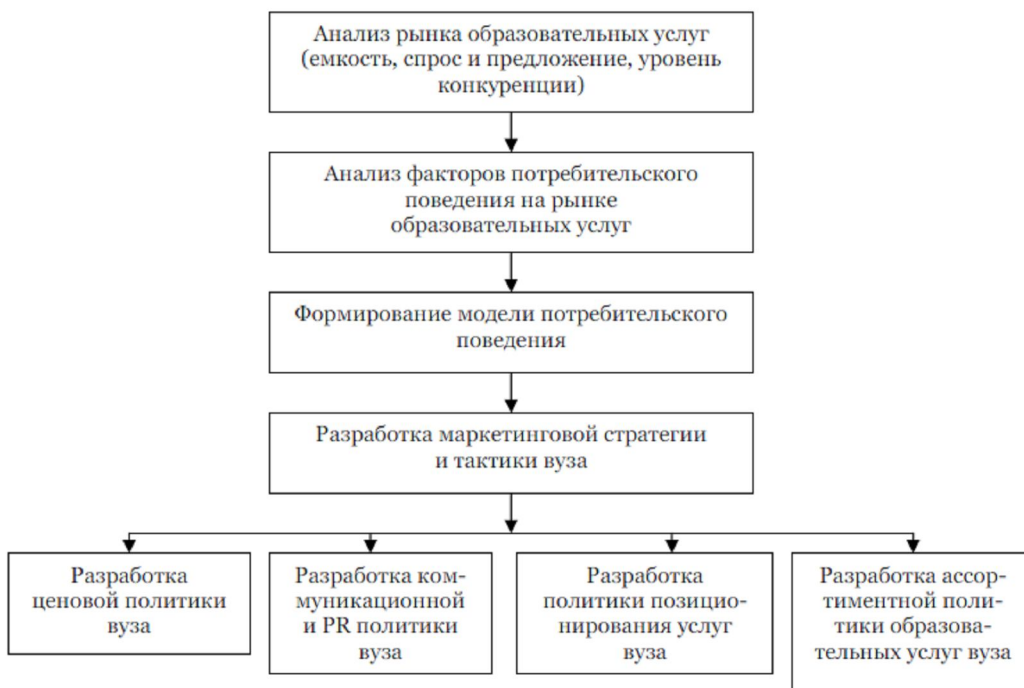 Анализ рынка образовательных услуг
(емкость, спрос и предложение, уровень
конкуренции)
Анализ факторов потребительского
поведения на рынке
образовательных услуг
Формирование модели потребительского
поведения
Разработка маркетинговой стратегии
и тактики вуза
Разработка
ценовой политики
вуза
Разработка ком-
муникационной
и PR политики
вуза
Разработка
политики позицио-
нирования услуг
вуза
Разработка ассор-
тиментной поли-
тики образова-
тельных услуг вуза